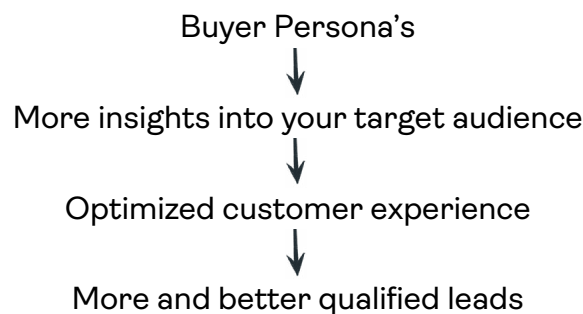 Buyer Persona's
More insights into your target audience
Optimized customer experience
More and better qualified leads